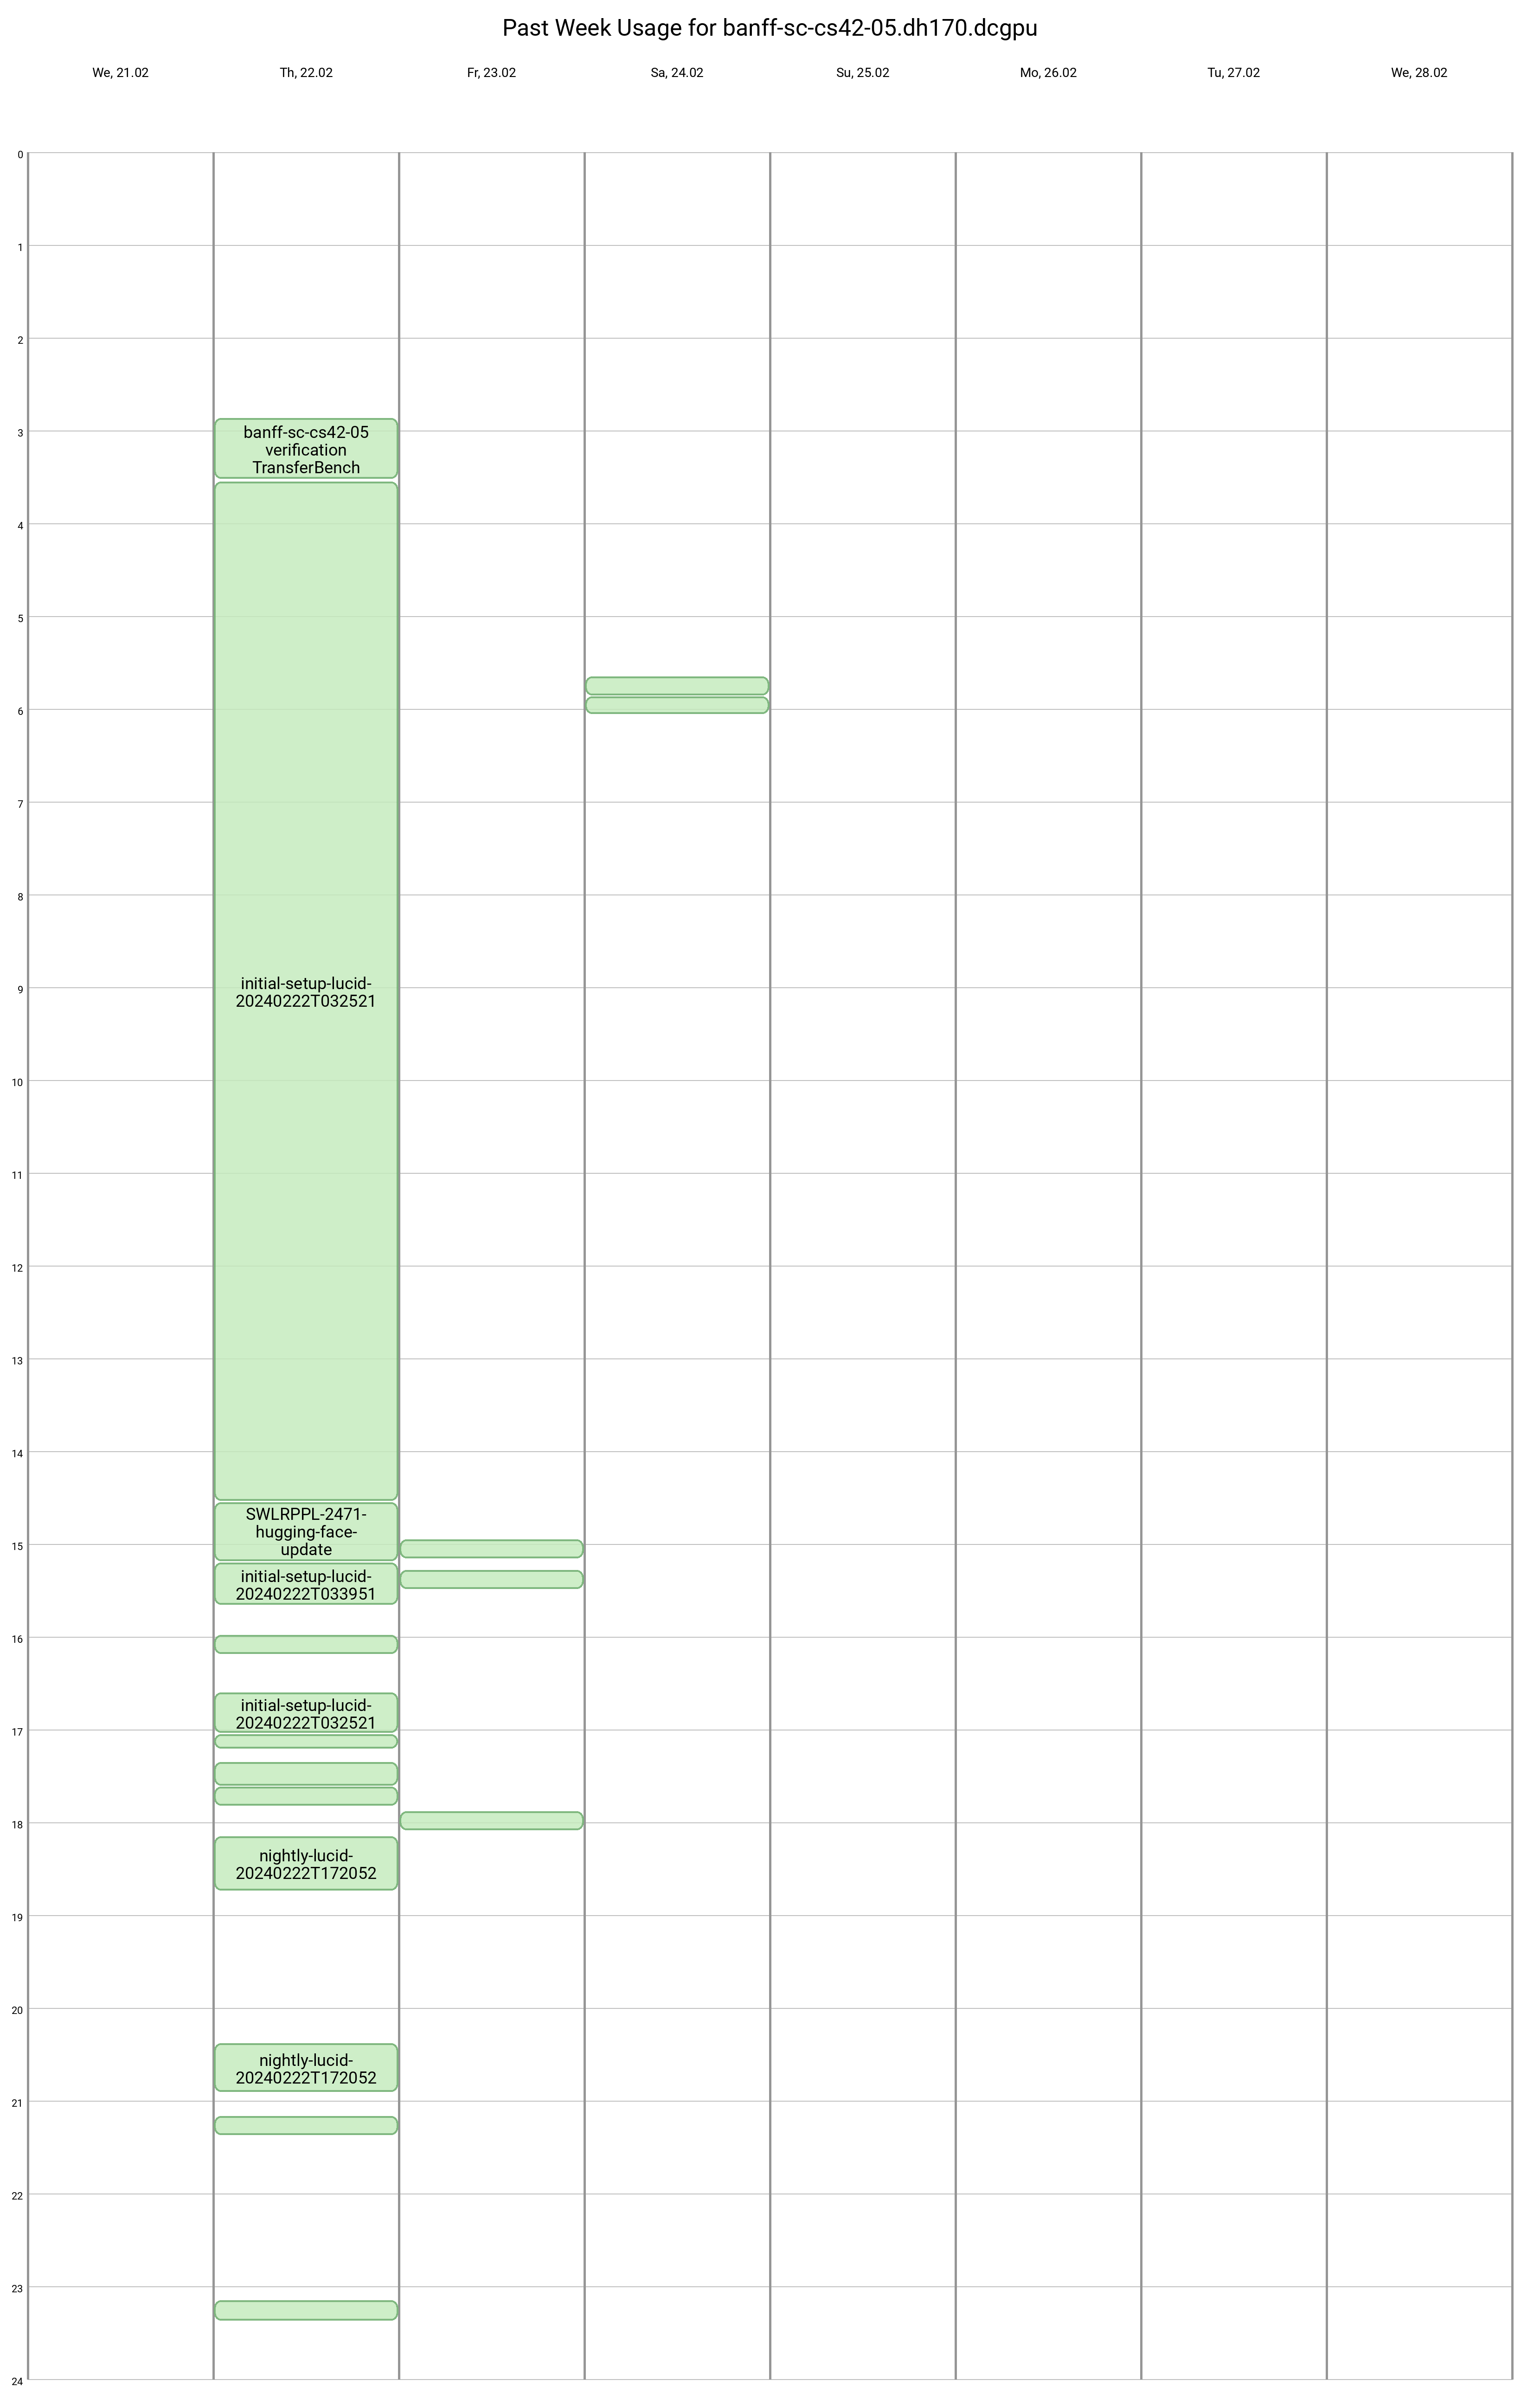 Past Week Usage for banff-sc-cs42-05.dh170.dcgpu
We, 21.02
Th, 22.02
Fr, 23.02
Sa, 24.02
Su, 25.02
Mo, 26.02
Tu, 27.02
We, 28.02
0
1
2
3
4
5
6
7
8
9
10
11
12
13
14
15
16
17
18
19
20
21
22
23
24
banff-sc-cs42-05
verification
TransferBench
initial-setup-lucid-
20240222T032521
SWLRPPL-2471-
hugging-face-
update
initial-setup-lucid-
20240222T033951
initial-setup-lucid-
20240222T032521
nightly-lucid-
20240222T172052
nightly-lucid-
20240222T172052